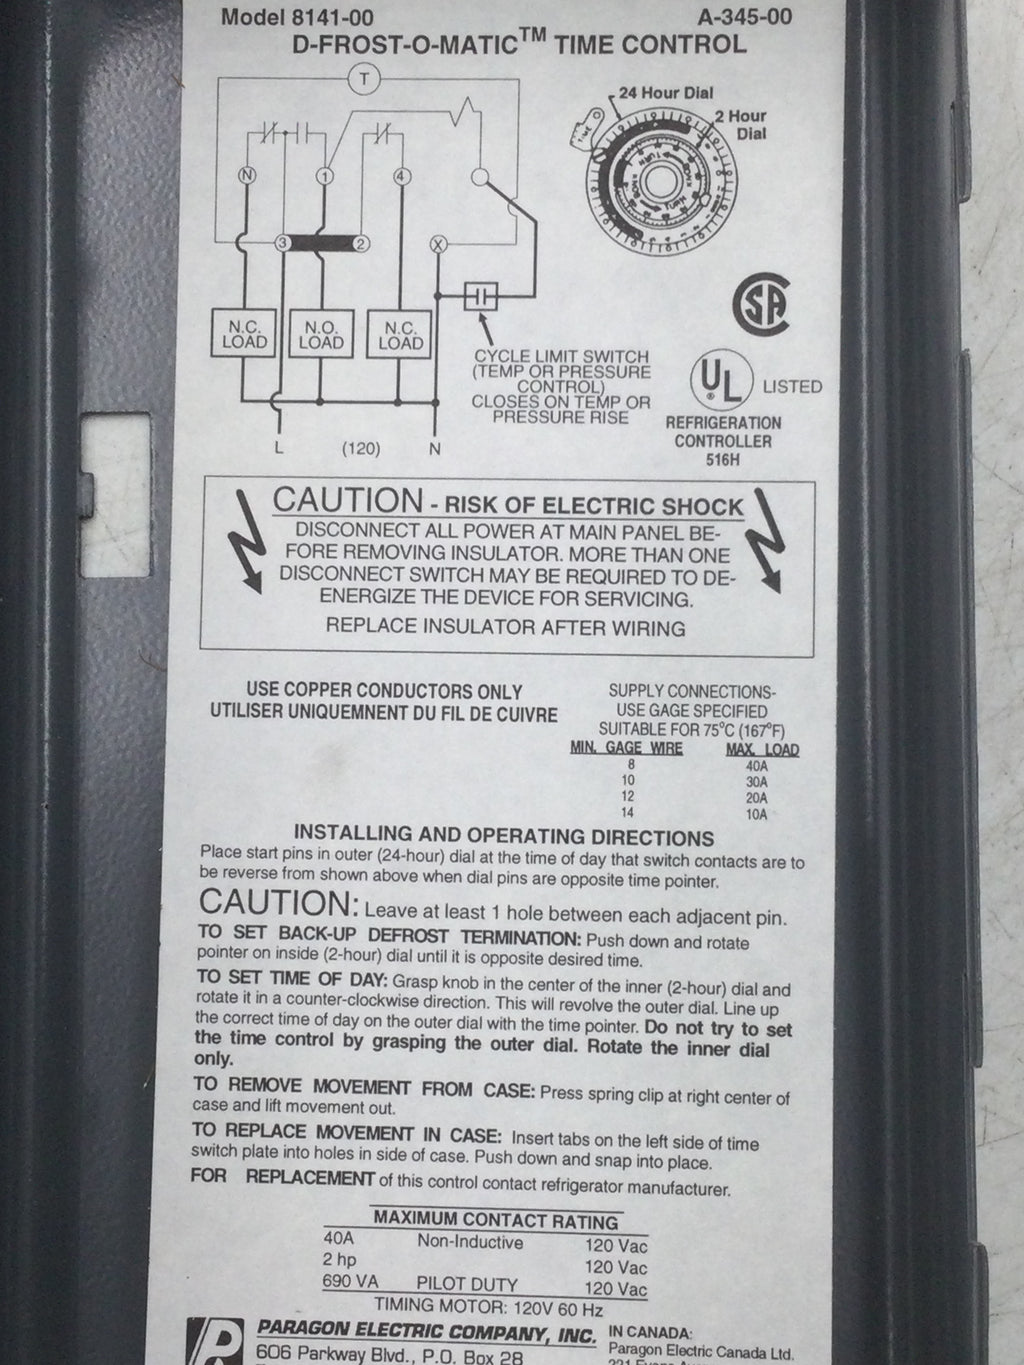 Model 8141-00 A-345-00
D-FROST-O-MATIC™ TIME CONTROL
T
24 Hour Dial
2 Hour
Dial
TIME
N 1 4
3 2 X
N.C. LOAD
N.O. LOAD
N.C. LOAD
CYCLE LIMIT SWITCH
(TEMP OR PRESSURE
CONTROL)
CLOSES ON TEMP OR
PRESSURE RISE
L (120) N
SA
UL ® LISTED
REFRIGERATION
CONTROLLER
516H
CAUTION - RISK OF ELECTRIC SHOCK
DISCONNECT ALL POWER AT MAIN PANEL BE-
FORE REMOVING INSULATOR. MORE THAN ONE
DISCONNECT SWITCH MAY BE REQUIRED TO DE-
ENERGIZE THE DEVICE FOR SERVICING.
REPLACE INSULATOR AFTER WIRING
USE COPPER CONDUCTORS ONLY
UTILISER UNIQUEMNENT DU FIL DE CUIVRE
SUPPLY CONNECTIONS-
USE GAGE SPECIFIED
SUITABLE FOR 75°C (167°F)
MIN. GAGE WIRE MAX. LOAD
8 40A
10 30A
12 20A
14 10A
INSTALLING AND OPERATING DIRECTIONS
Place start pins in outer (24-hour) dial at the time of day that switch contacts are to
be reverse from shown above when dial pins are opposite time pointer.
CAUTION: Leave at least 1 hole between each adjacent pin.
TO SET BACK-UP DEFROST TERMINATION: Push down and rotate
pointer on inside (2-hour) dial until it is opposite desired time.
TO SET TIME OF DAY: Grasp knob in the center of the inner (2-hour) dial and
rotate it in a counter-clockwise direction. This will revolve the outer dial. Line up
the correct time of day on the outer dial with the time pointer. Do not try to set
the time control by grasping the outer dial. Rotate the inner dial
only.
TO REMOVE MOVEMENT FROM CASE: Press spring clip at right center of
case and lift movement out.
TO REPLACE MOVEMENT IN CASE: Insert tabs on the left side of time
switch plate into holes in side of case. Push down and snap into place.
FOR REPLACEMENT of this control contact refrigerator manufacturer.
MAXIMUM CONTACT RATING
40A Non-Inductive 120 Vac
2 hp 120 Vac
690 VA PILOT DUTY 120 Vac
TIMING MOTOR: 120V 60 Hz
PARAGON ELECTRIC COMPANY, INC.
606 Parkway Blvd., P.O. Box 28
IN CANADA:
Paragon Electric Canada Ltd.